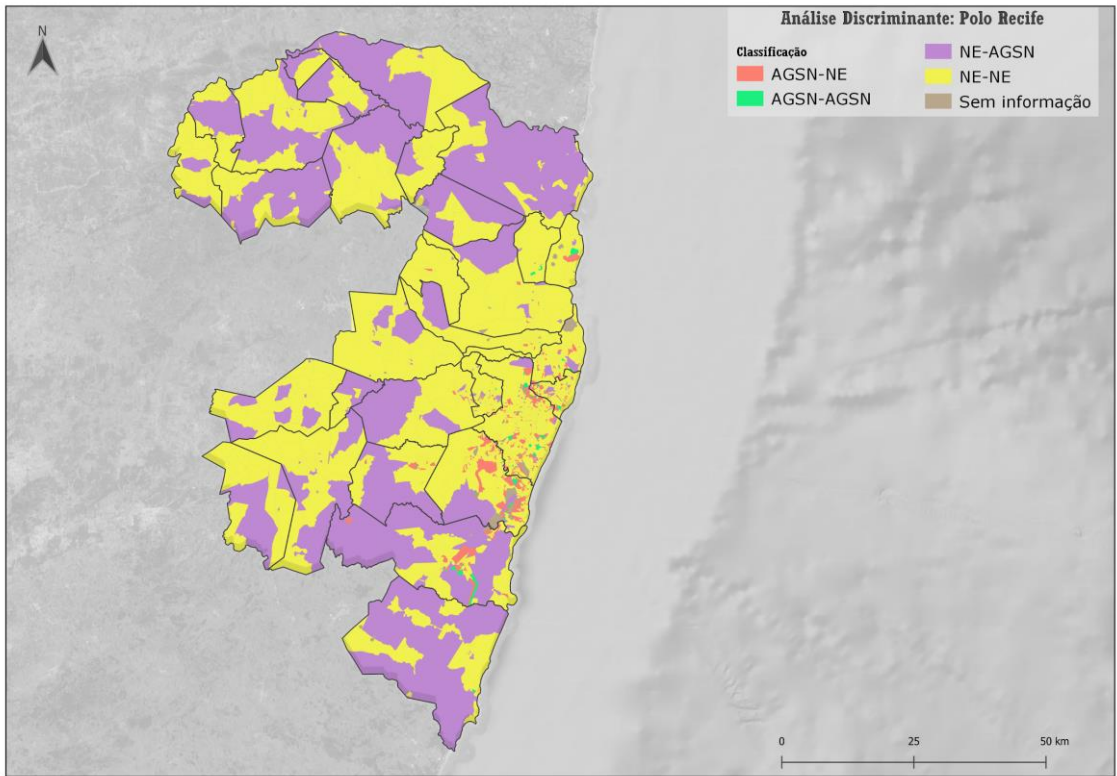 N
Análise Discriminante: Polo Recife
Classificação
AGSN-NE
AGSN-AGSN
NE-AGSN
NE-NE
Sem informação
0 25 50 km